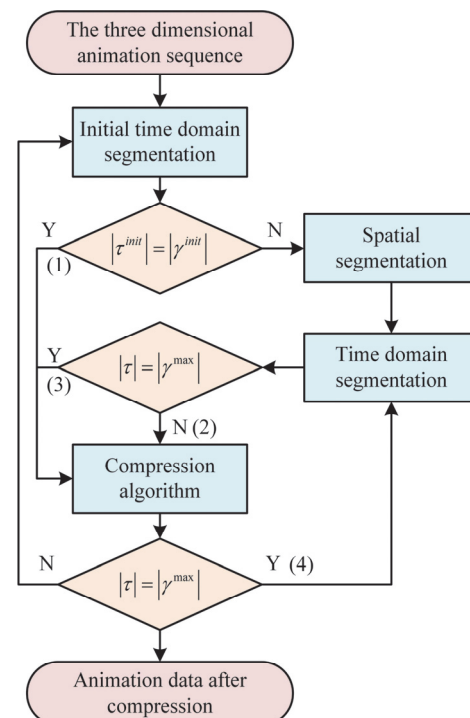 The three dimensional
animation sequence
Initial time domain
segmentation
Y
|τ^{init}| = |γ^{init}|
N
(1)
Spatial
segmentation
Y
|τ| = |γ^{max}|
(3)
Time domain
segmentation
N (2)
Compression
algorithm
N
|τ| = |γ^{max}|
Y (4)
Animation data after
compression